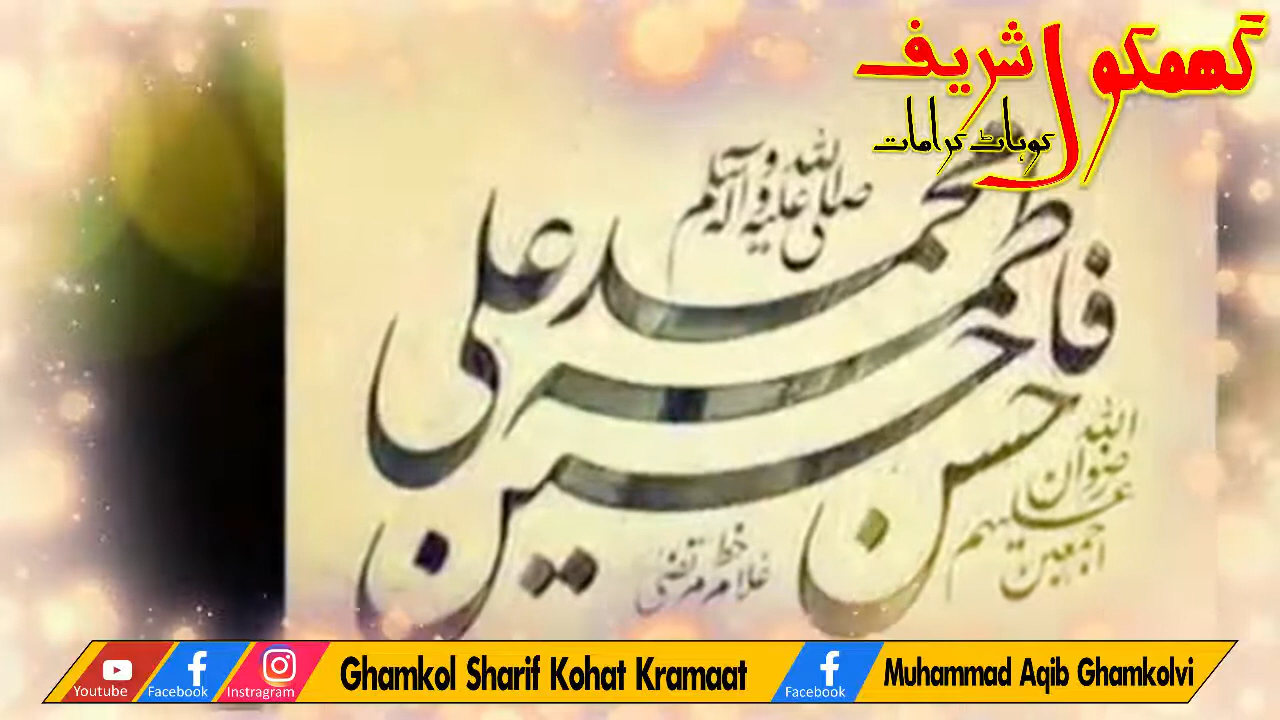 گھمکول شریف
کوہاٹ کرامات
صلی اللہ علیہ و آلہ وسلم
محمد علی
فاطمہ
حسن حسین
رضوان اللہ
علیہم
اجمعین
خط
غلام مرتضیٰ
Youtube
Facebook
Instragram
Ghamkol Sharif Kohat Kramaat
Facebook
Muhammad Aqib Ghamkolvi